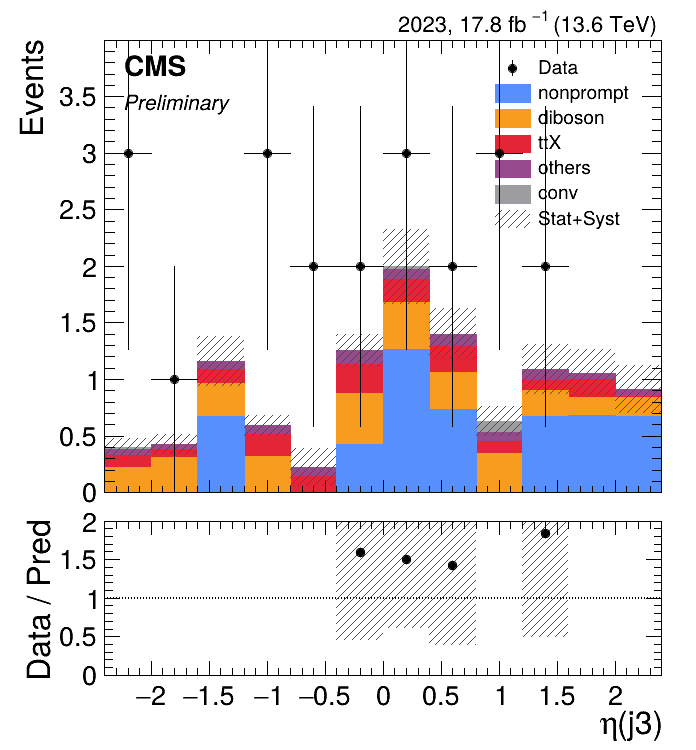 2023, 17.8 fb⁻¹ (13.6 TeV)
Events
CMS
Preliminary
Data
nonprompt
diboson
ttX
others
conv
Stat+Syst
3.5
3
2.5
2
1.5
1
0.5
0
Data / Pred
2
1.5
1
0.5
0
−2 −1.5 −1 −0.5 0 0.5 1 1.5 2
η(j3)